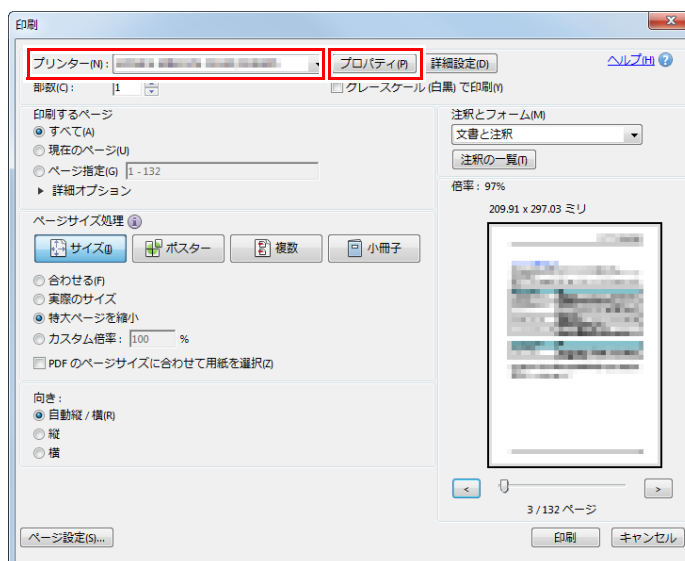 印刷
プリンター(N):
プロパティ(P)
詳細設定(D)
ヘルプ(H)
部数(C): 1
グレースケール (白黒) で印刷(Y)
印刷するページ
すべて(A)
現在のページ(U)
ページ指定(G) 1 - 132
詳細オプション
ページサイズ処理
サイズ(I)
ポスター
複数
小冊子
合わせる(F)
実際のサイズ
特大ページを縮小
カスタム倍率: 100 %
PDF のページサイズに合わせて用紙を選択(Z)
向き:
自動縦 / 横(R)
縦
横
注釈とフォーム(M)
文書と注釈
注釈の一覧(T)
倍率: 97%
209.91 x 297.03 ミリ
< >
3 / 132 ページ
ページ設定(S)...
印刷
キャンセル